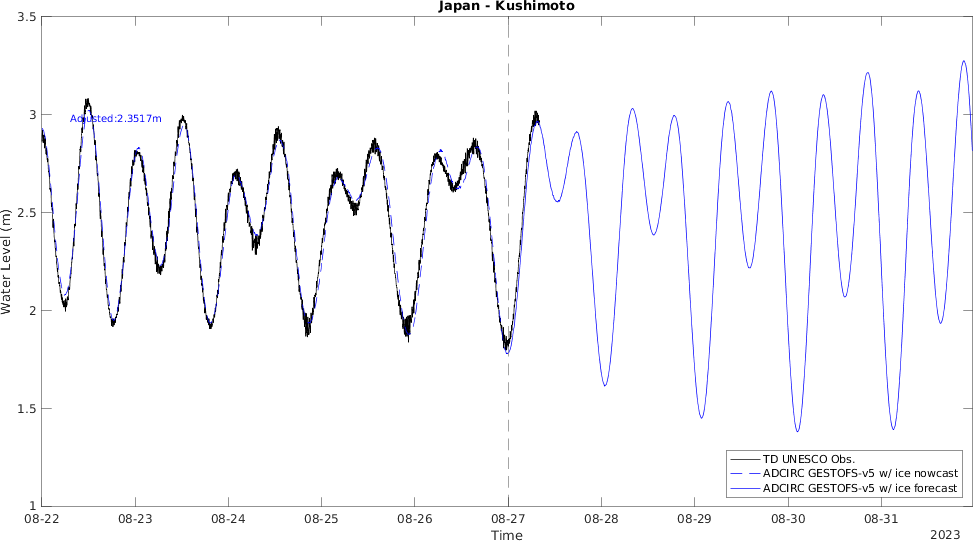 Japan - Kushimoto
3.5
3
2.5
2
1.5
1
Water Level (m)
Adjusted:2.3517m
TD UNESCO Obs.
ADCIRC GESTOFS-v5 w/ ice nowcast
ADCIRC GESTOFS-v5 w/ ice forecast
08-22 08-23 08-24 08-25 08-26 08-27 08-28 08-29 08-30 08-31
Time
2023